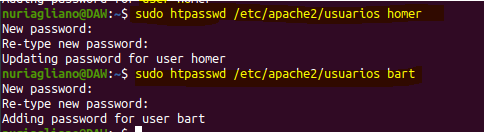 Adding password for user homer
nuriagliano@DAW:~$ sudo htpasswd /etc/apache2/usuarios homer
New password:
Re-type new password:
Updating password for user homer
nuriagliano@DAW:~$ sudo htpasswd /etc/apache2/usuarios bart
New password:
Re-type new password:
Adding password for user bart